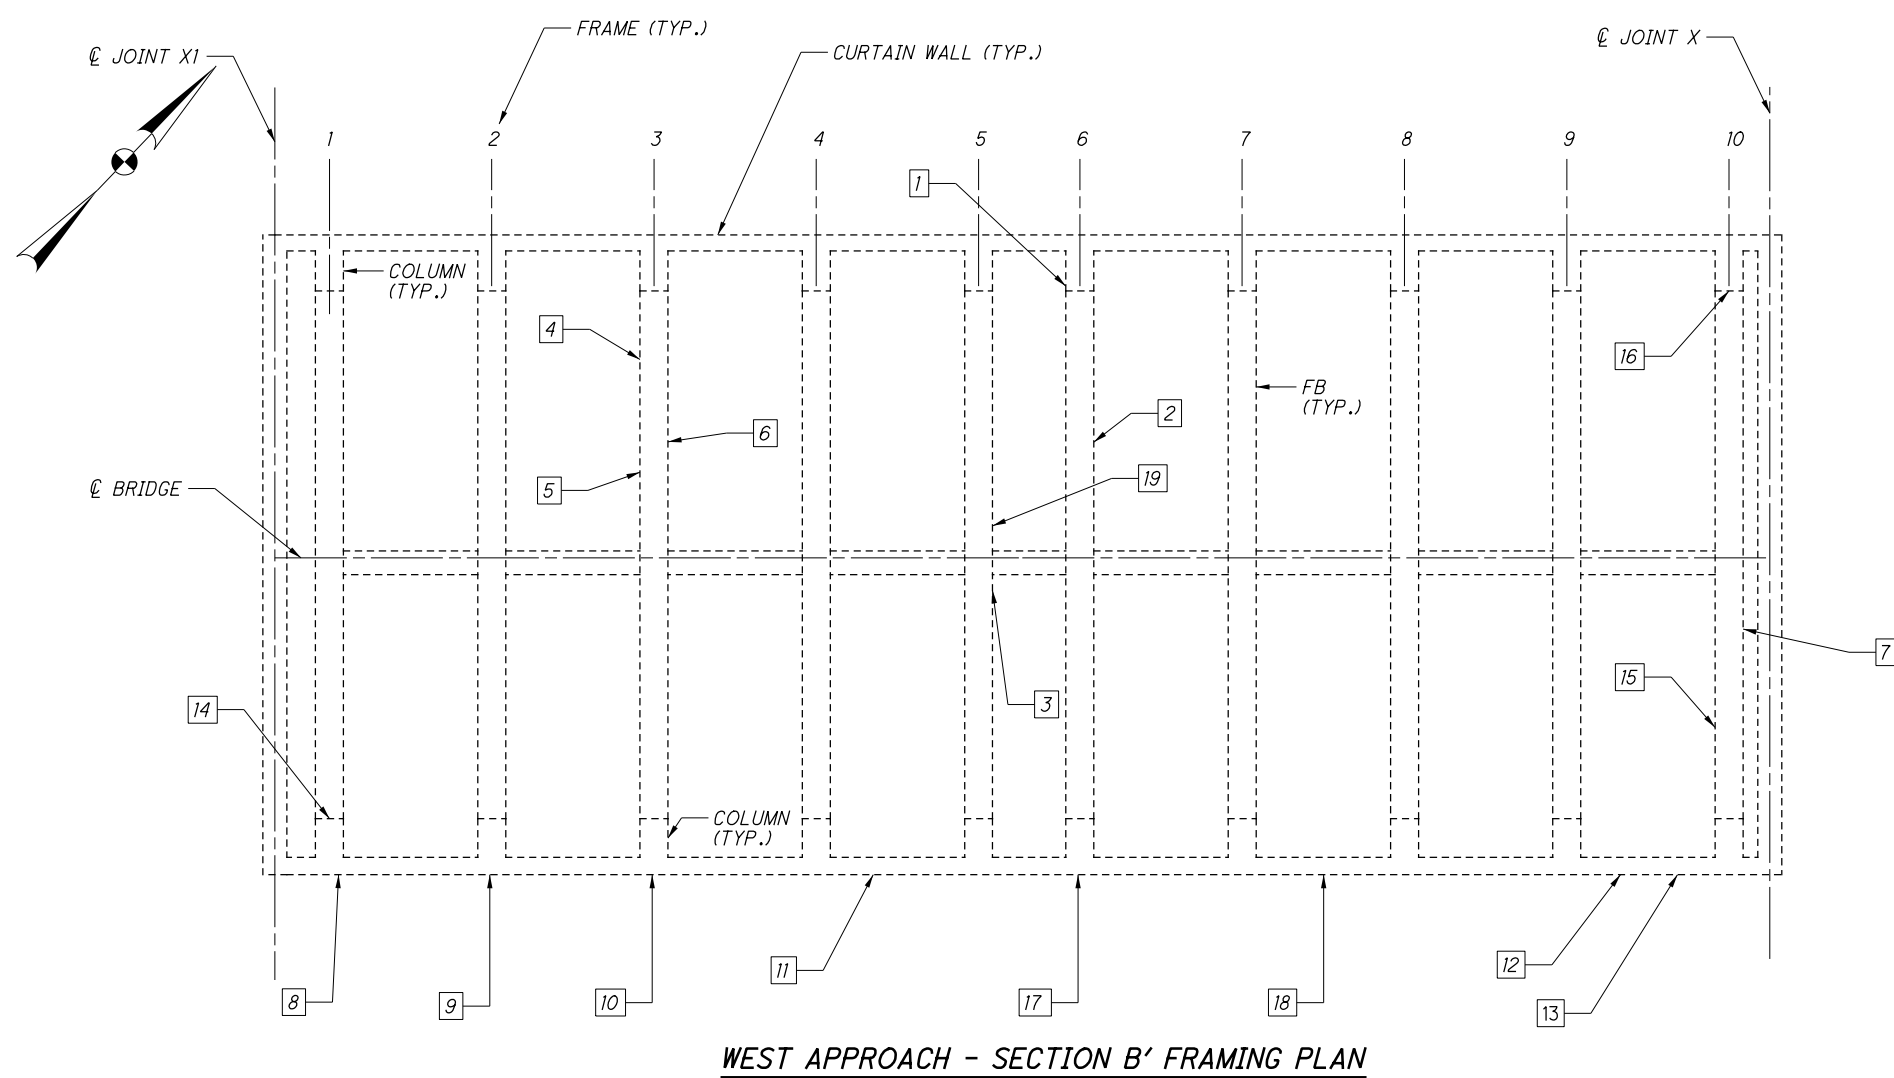 FRAME (TYP.)
℄ JOINT X1
CURTAIN WALL (TYP.)
℄ JOINT X
1 2 3 4 5 6 7 8 9 10
1
COLUMN
(TYP.)
4
16
FB
(TYP.)
2
6
19
5
℄ BRIDGE
7
15
3
14
COLUMN
(TYP.)
11
12
8
9
10
17
18
13
WEST APPROACH - SECTION B' FRAMING PLAN